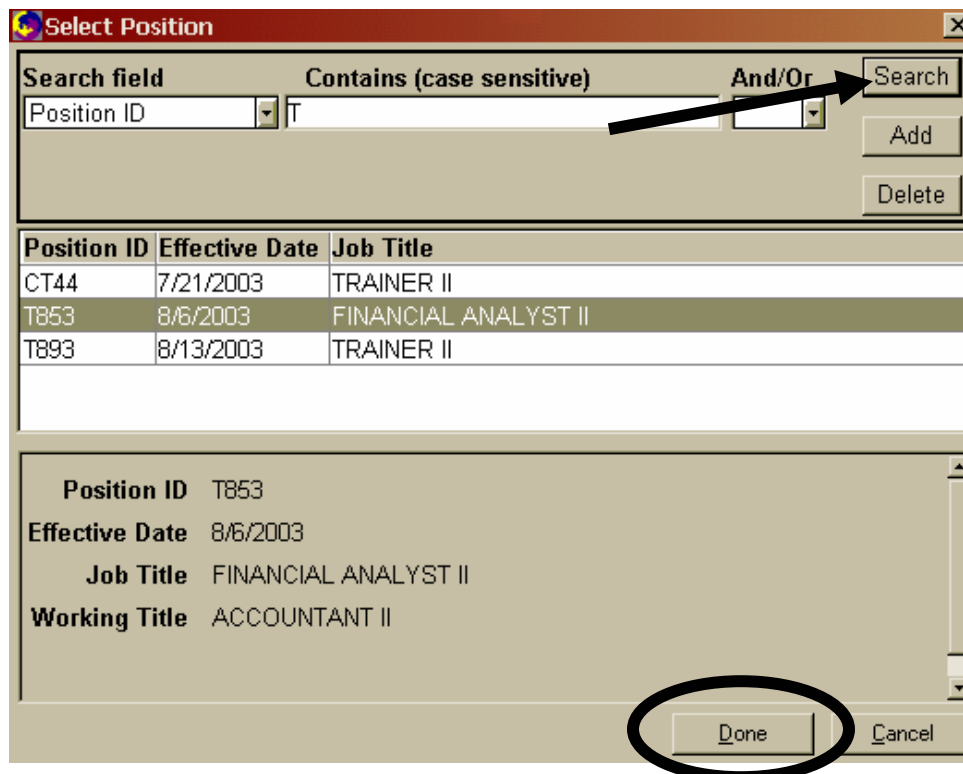 Select Position
Search field Contains (case sensitive) And/Or Search
Position ID T
Add
Delete
Position ID Effective Date Job Title
CT44 7/21/2003 TRAINER II
T853 8/6/2003 FINANCIAL ANALYST II
T893 8/13/2003 TRAINER II
Position ID T853
Effective Date 8/6/2003
Job Title FINANCIAL ANALYST II
Working Title ACCOUNTANT II
Done Cancel